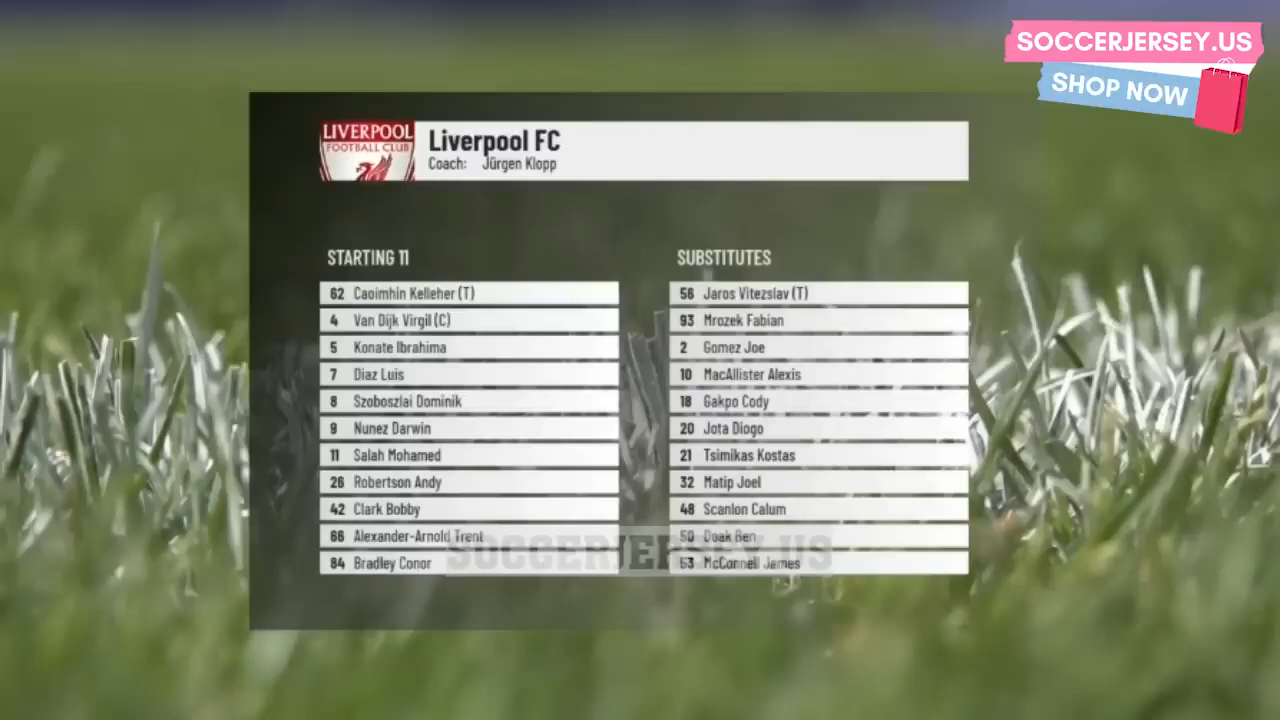 SOCCERJERSEY.US
SHOP NOW
LIVERPOOL
FOOTBALL CLUB
Liverpool FC
Coach: Jürgen Klopp
STARTING 11
62 Caoimhin Kelleher (T)
4 Van Dijk Virgil (C)
5 Konate Ibrahima
7 Diaz Luis
8 Szoboszlai Dominik
9 Nunez Darwin
11 Salah Mohamed
26 Robertson Andy
42 Clark Bobby
66 Alexander-Arnold Trent
84 Bradley Conor
SUBSTITUTES
56 Jaros Vitezslav (T)
93 Mrozek Fabian
2 Gomez Joe
10 MacAllister Alexis
18 Gakpo Cody
20 Jota Diogo
21 Tsimikas Kostas
32 Matip Joel
48 Scanlon Calum
50 Doak Ben
53 McConnell James
SOCCERJERSEY.US